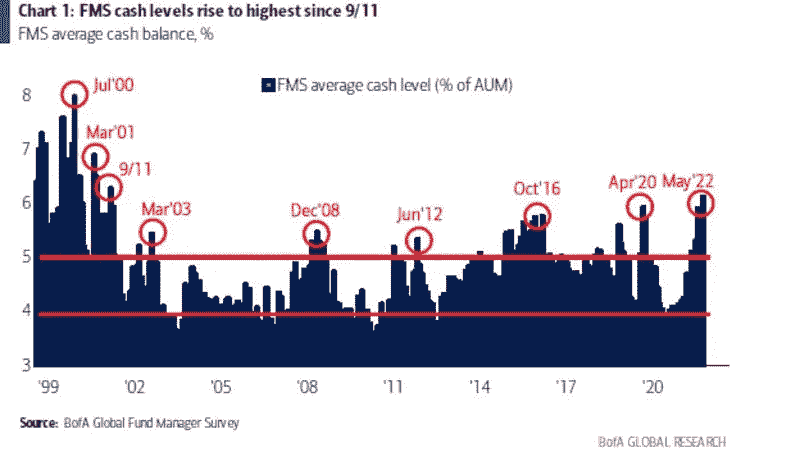 Chart 1: FMS cash levels rise to highest since 9/11
FMS average cash balance, %
FMS average cash level (% of AUM)
8
7
6
5
4
3
Jul'00
Mar'01
9/11
Mar'03
Dec'08
Jun'12
Oct'16
Apr'20
May'22
'99
'02
'05
'08
'11
'14
'17
'20
Source: BofA Global Fund Manager Survey
BofA GLOBAL RESEARCH